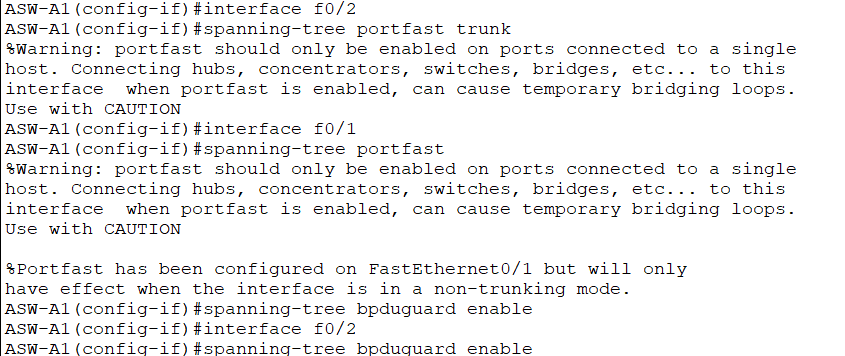 ASW-A1(config-if)#interface f0/2
ASW-A1(config-if)#spanning-tree portfast trunk
%Warning: portfast should only be enabled on ports connected to a single
host. Connecting hubs, concentrators, switches, bridges, etc... to this
interface  when portfast is enabled, can cause temporary bridging loops.
Use with CAUTION
ASW-A1(config-if)#interface f0/1
ASW-A1(config-if)#spanning-tree portfast
%Warning: portfast should only be enabled on ports connected to a single
host. Connecting hubs, concentrators, switches, bridges, etc... to this
interface  when portfast is enabled, can cause temporary bridging loops.
Use with CAUTION
%Portfast has been configured on FastEthernet0/1 but will only
have effect when the interface is in a non-trunking mode.
ASW-A1(config-if)#spanning-tree bpduguard enable
ASW-A1(config-if)#interface f0/2
ASW-A1(config-if)#spanning-tree bpduguard enable